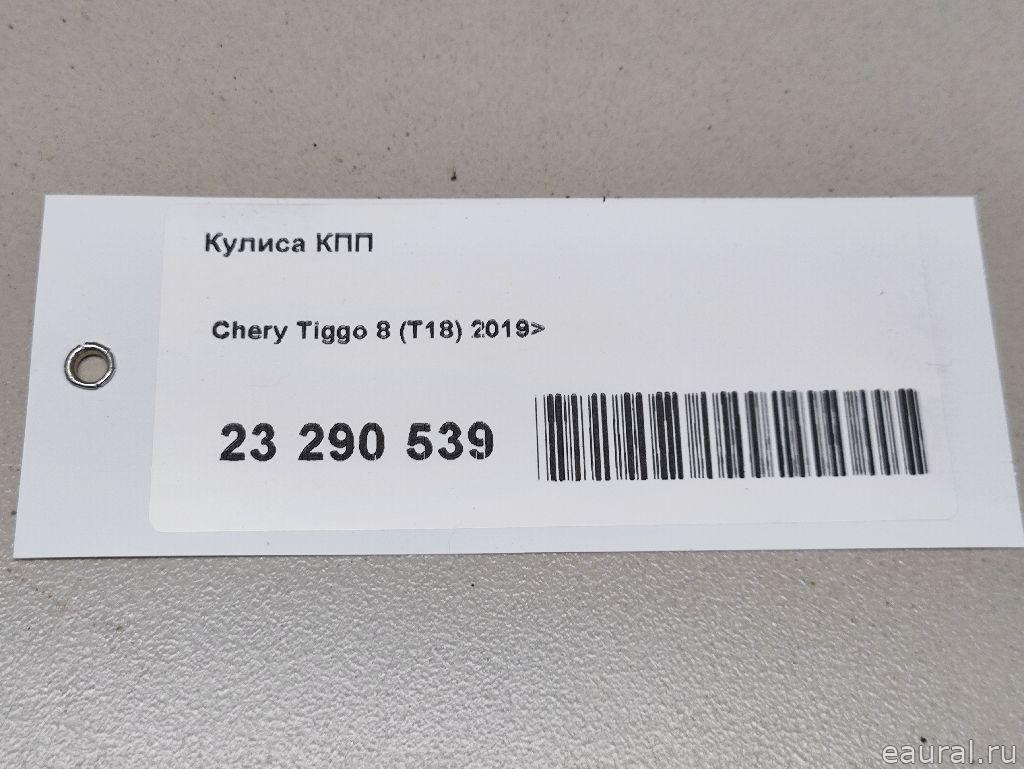 Кулиса КПП
Chery Tiggo 8 (T18) 2019>
23 290 539
eaural.ru